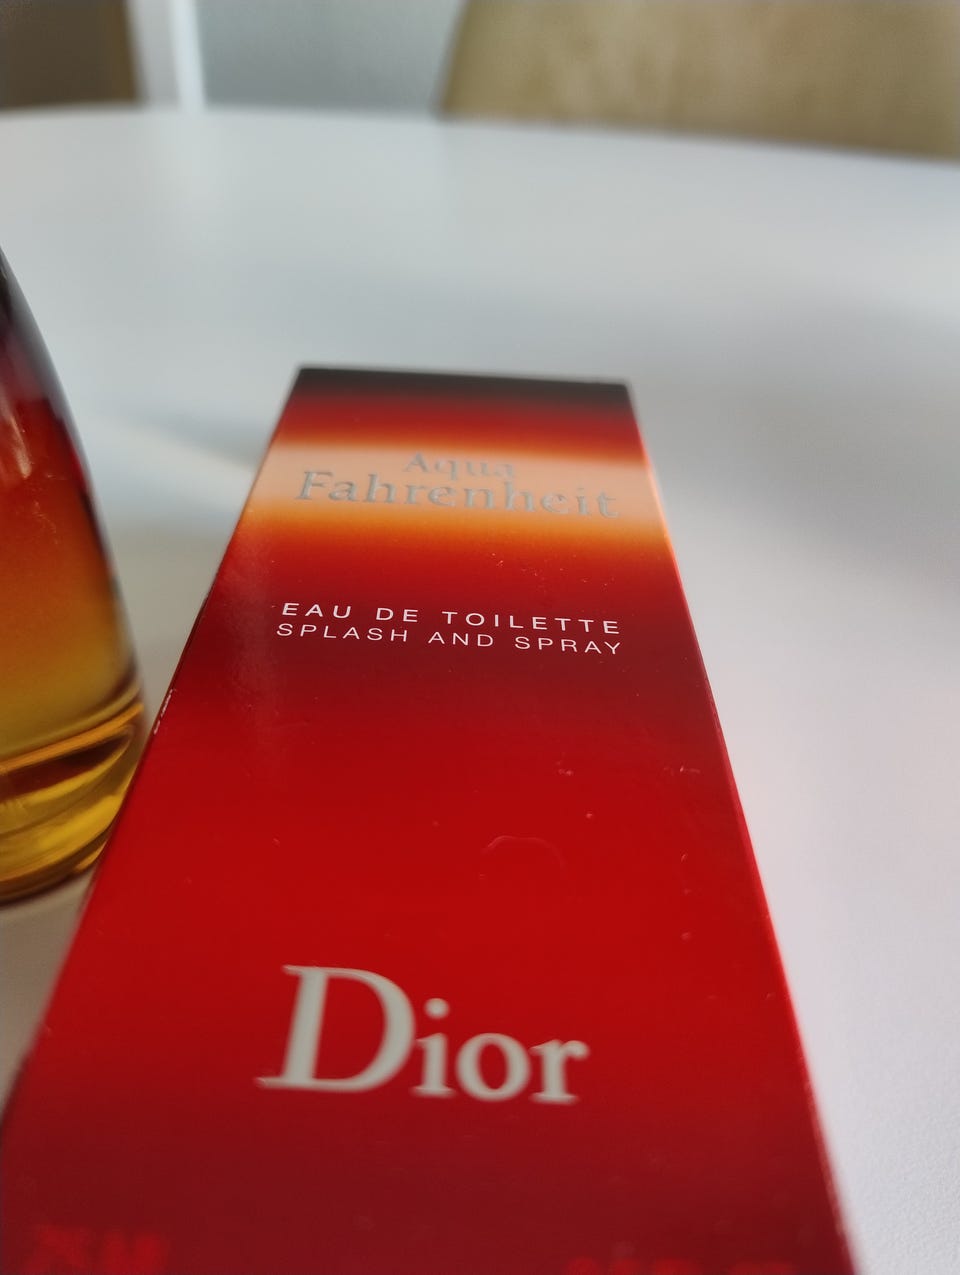 Aqua
Fahrenheit
EAU DE TOILETTE
SPLASH AND SPRAY
Dior